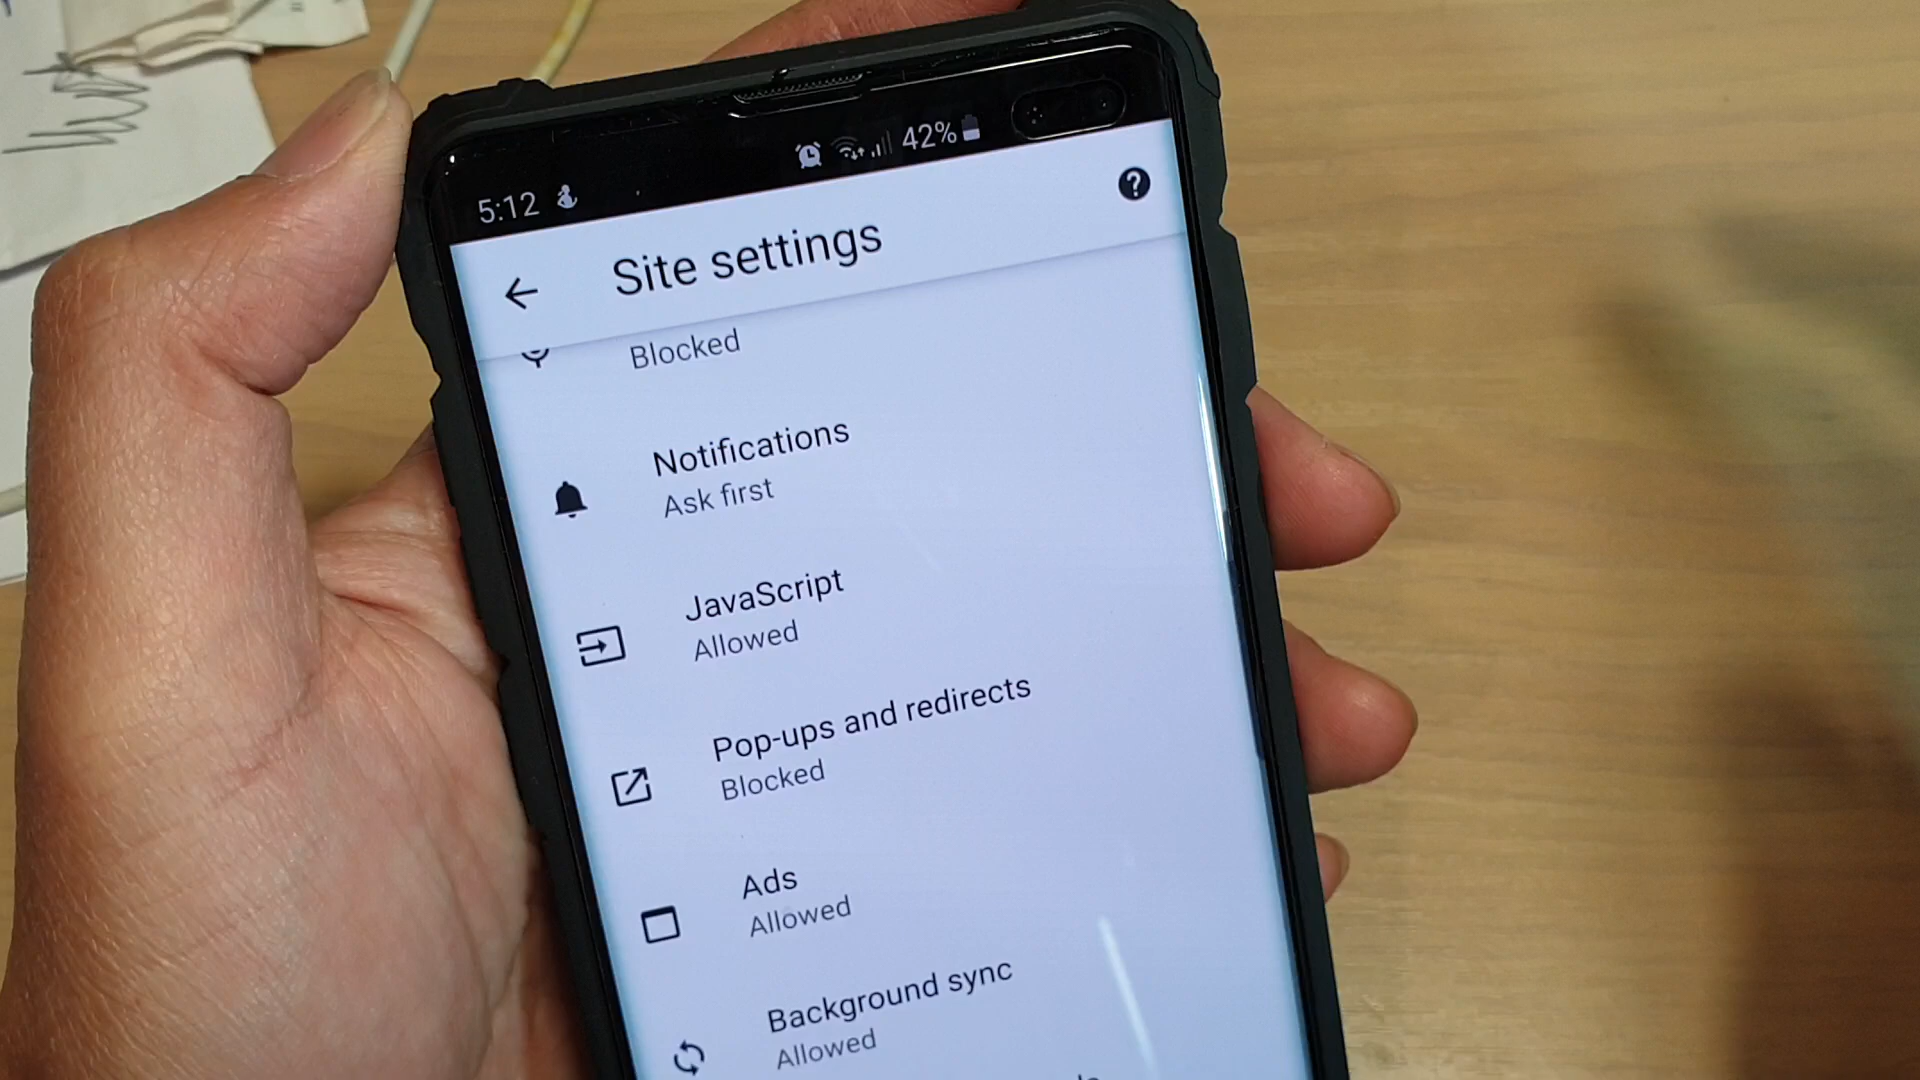 5:12 42%
Site settings
Blocked
Notifications
Ask first
JavaScript
Allowed
Pop-ups and redirects
Blocked
Ads
Allowed
Background sync
Allowed